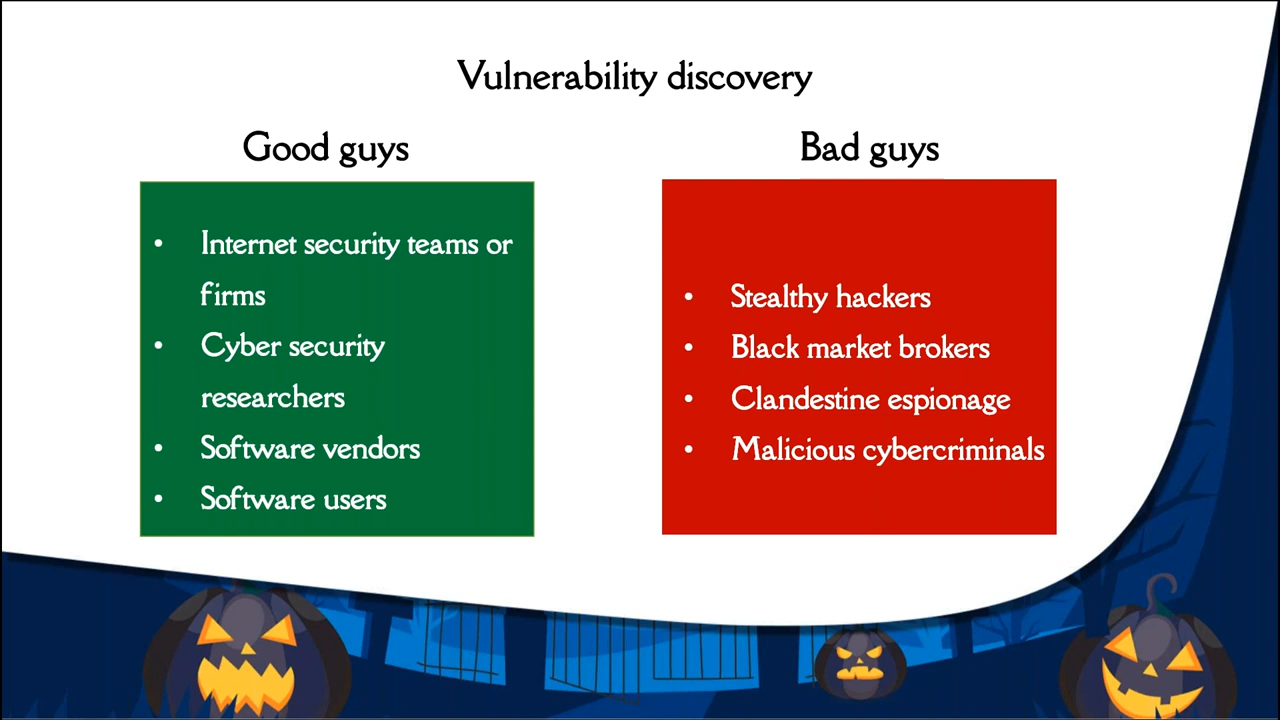 Vulnerability discovery
Good guys
• Internet security teams or
firms
• Cyber security
researchers
• Software vendors
• Software users
Bad guys
• Stealthy hackers
• Black market brokers
• Clandestine espionage
• Malicious cybercriminals